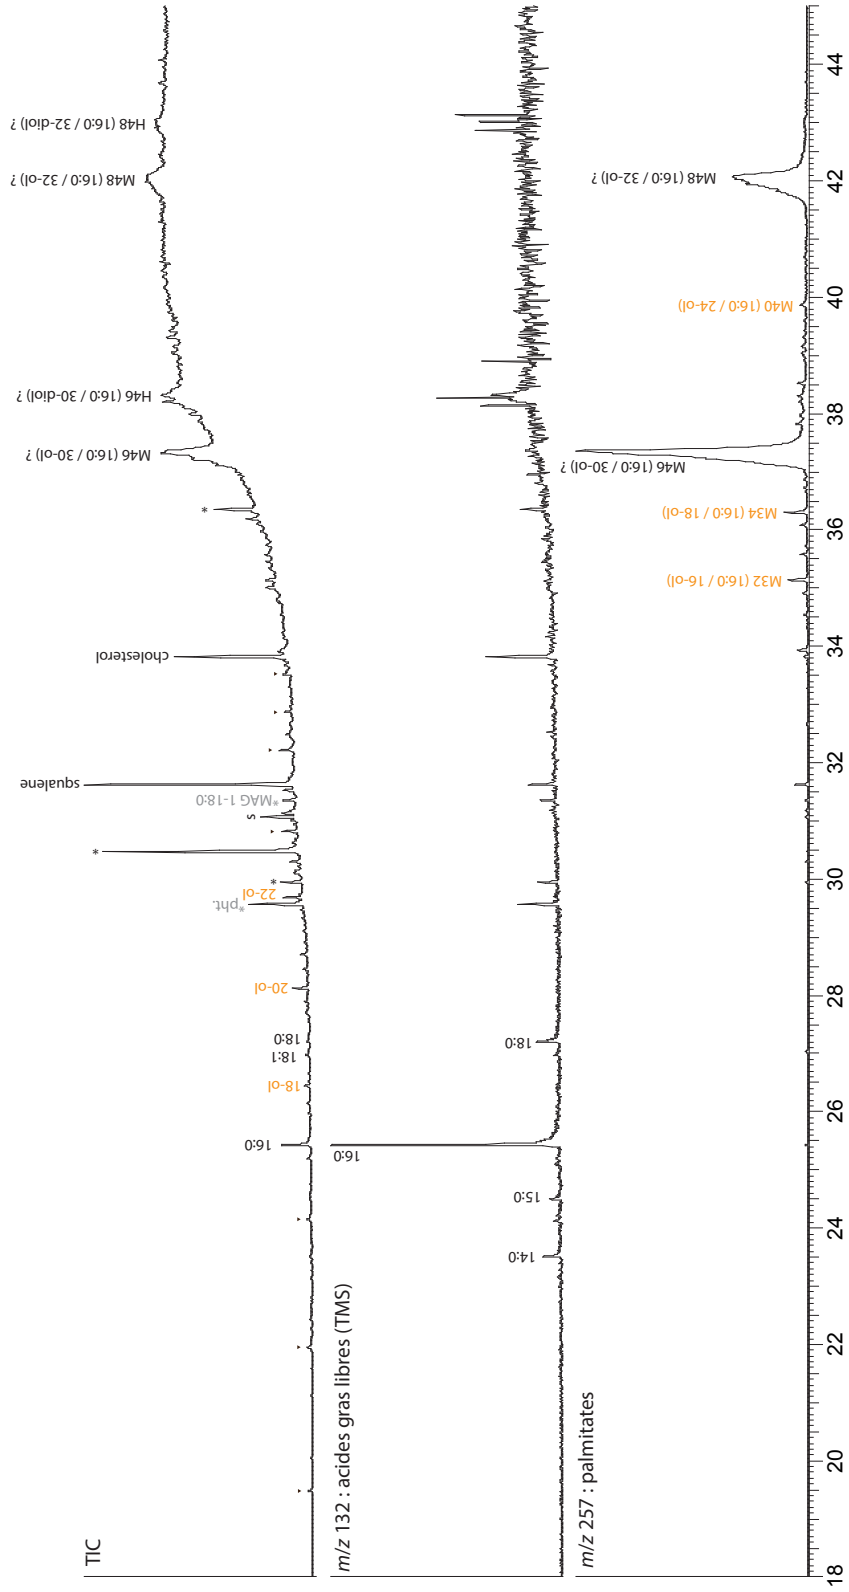 TIC
16:0
18-ol
18:1
18:0
20-ol
*pht.
22-ol
*
*
s
*MAG 1-18:0
squalene
cholesterol
*
M46 (16:0 / 30-ol) ?
H46 (16:0 / 30-diol) ?
M48 (16:0 / 32-ol) ?
H48 (16:0 / 32-diol) ?
m/z 132 : acides gras libres (TMS)
14:0
15:0
16:0
18:0
m/z 257 : palmitates
M32 (16:0 / 16-ol)
M34 (16:0 / 18-ol)
M46 (16:0 / 30-ol) ?
M40 (16:0 / 24-ol)
M48 (16:0 / 32-ol) ?
18 20 22 24 26 28 30 32 34 36 38 40 42 44